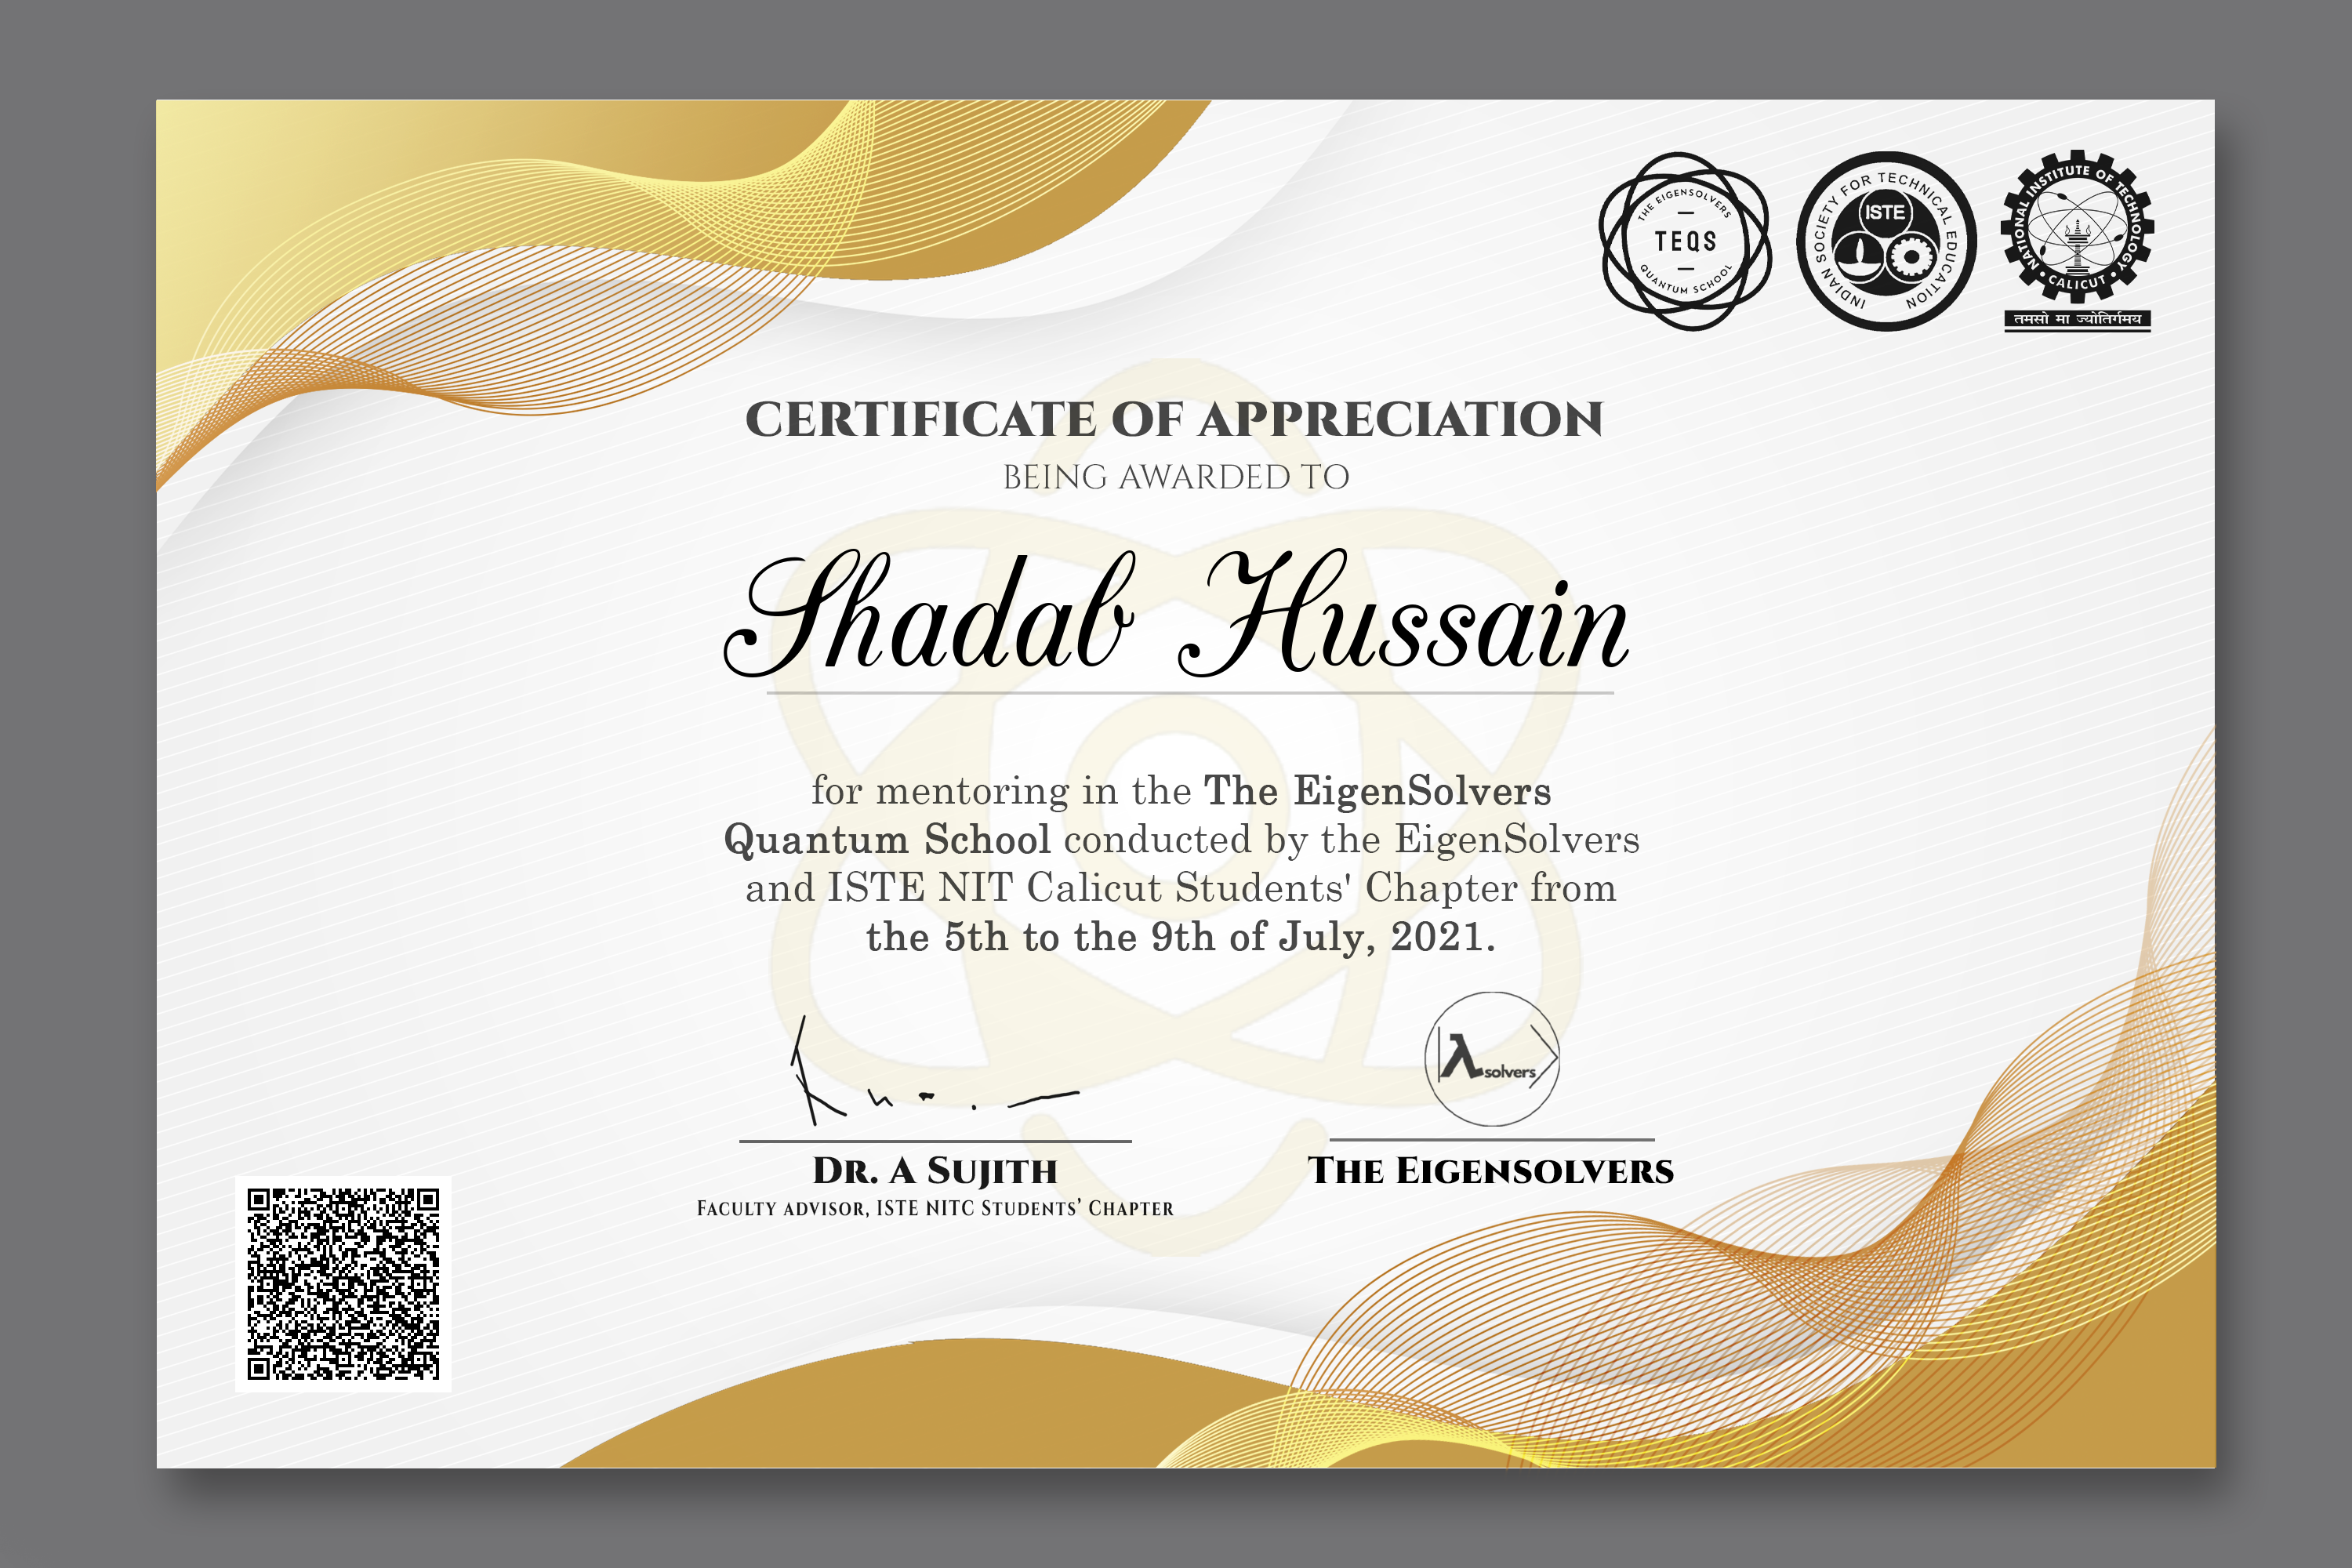 THE EIGENSOLVERS
TEQS
QUANTUM SCHOOL
INDIAN SOCIETY FOR TECHNICAL EDUCATION
ISTE
NATIONAL INSTITUTE OF TECHNOLOGY
• CALICUT •
तमसो मा ज्योतिर्गमय
CERTIFICATE OF APPRECIATION
BEING AWARDED TO
Shadab Hussain
for mentoring in the The EigenSolvers
Quantum School conducted by the EigenSolvers
and ISTE NIT Calicut Students' Chapter from
the 5th to the 9th of July, 2021.
|λsolvers⟩
DR. A SUJITH
FACULTY ADVISOR, ISTE NITC STUDENTS’ CHAPTER
THE EIGENSOLVERS